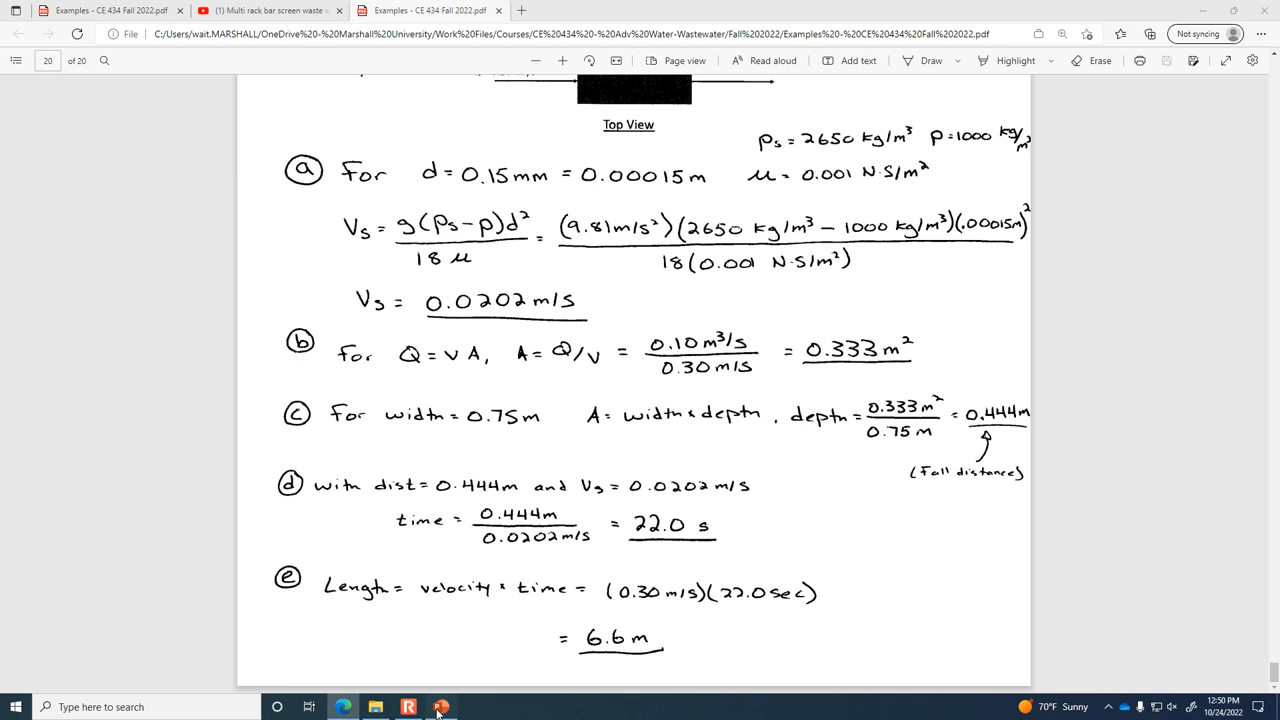 Examples - CE 434 Fall 2022.pdf
(1) Multi rack bar screen waste w
Examples - CE 434 Fall 2022.pdf
File C:/Users/wait.MARSHALL/OneDrive%20-%20Marshall%20University/Work%20Files/Courses/CE%20434%20-%20Adv%20Water-Wastewater/Fall%202022/Examples%20-%20CE%20434%20Fall%202022.pdf
Not syncing
20 of 20 Page view Read aloud Add text Draw Highlight Erase
Top View
ρs = 2650 kg/m³ ρ = 1000 kg/m³
ⓐ For d = 0.15mm = 0.00015m μ = 0.001 N·S/m²
Vs = g(ρs-ρ)d² / 18 μ = (9.81m/s²)(2650 kg/m³ - 1000 kg/m³)(.00015m)² / 18(0.001 N·S/m²)
Vs = 0.0202 m/s
ⓑ For Q = VA, A = Q/V = 0.10 m³/s / 0.30 m/s = 0.333 m²
ⓒ For width = 0.75m A = width × depth, depth = 0.333 m² / 0.75 m = 0.444m
(Fall distance)
ⓓ with dist = 0.444m and Vs = 0.0202 m/s
time = 0.444m / 0.0202 m/s = 22.0 s
ⓔ Length = velocity × time = (0.30 m/s)(22.0 sec)
= 6.6 m
Type here to search
70°F Sunny
12:50 PM
10/24/2022